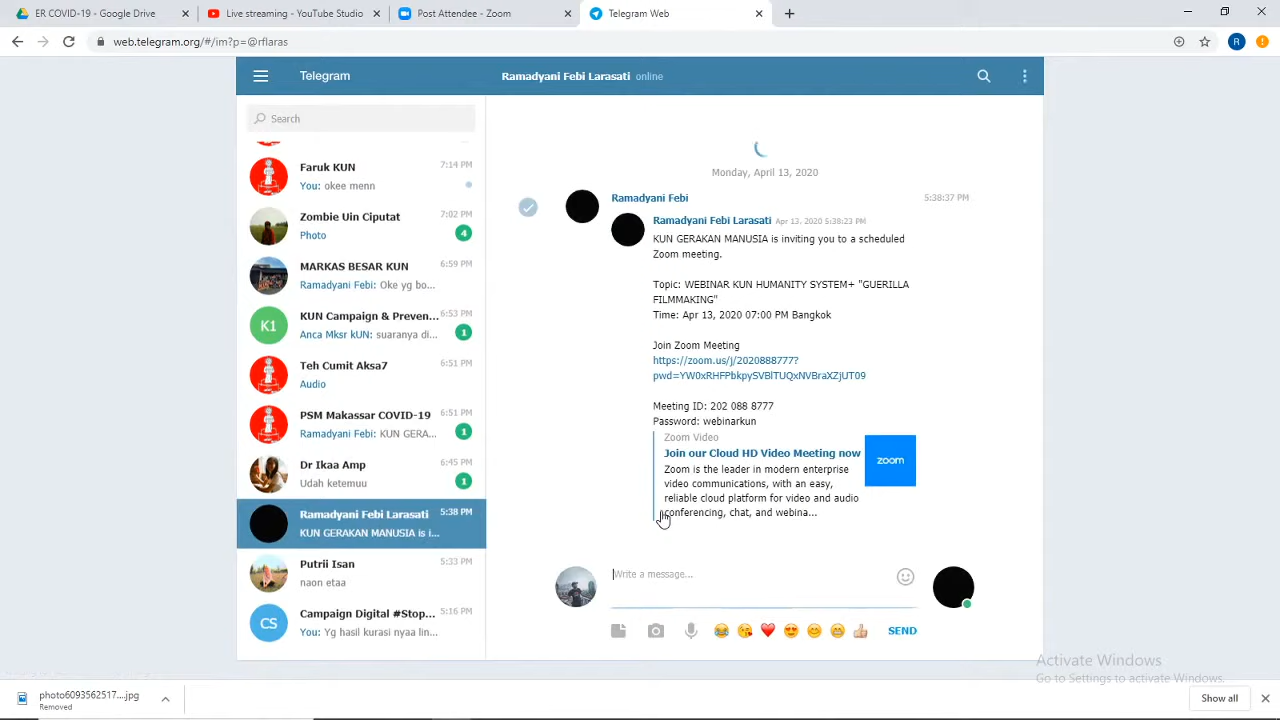 ER COVID-19 - Google Drive
Live streaming - YouTube Studio
Post Attende - Zoom
Telegram Web
web.telegram.org/#/im?p=@rflaras
R
Telegram
Ramadyani Febi Larasati online
Search
Faruk KUN 7:14 PM
You: okee menn
Zombie Uin Ciputat 7:02 PM
Photo 4
MARKAS BESAR KUN 6:59 PM
Ramadyani Febi: Oke yg bo...
K1
KUN Campaign & Preven... 6:53 PM
Anca Mksr kUN: suaranya di... 1
Teh Cumit Aksa7 6:51 PM
Audio
PSM Makassar COVID-19 6:51 PM
Ramadyani Febi: KUN GERA... 1
Dr Ikaa Amp 6:45 PM
Udah ketemuu 1
Ramadyani Febi Larasati 5:38 PM
KUN GERAKAN MANUSIA is i...
Putrii Isan 5:33 PM
naon etaa
CS
Campaign Digital #Stop... 5:16 PM
You: Yg hasil kurasi nyaa lin...
Monday, April 13, 2020
Ramadyani Febi 5:38:37 PM
Ramadyani Febi Larasati Apr 13, 2020 5:38:23 PM
KUN GERAKAN MANUSIA is inviting you to a scheduled
Zoom meeting.
Topic: WEBINAR KUN HUMANITY SYSTEM+ "GUERILLA
FILMMAKING"
Time: Apr 13, 2020 07:00 PM Bangkok
Join Zoom Meeting
https://zoom.us/j/2020888777?
pwd=YW0xRHFPbkpySVBlTUQxNVBraXZjUT09
Meeting ID: 202 088 8777
Password: webinarkun
Zoom Video
Join our Cloud HD Video Meeting now
Zoom is the leader in modern enterprise
video communications, with an easy,
reliable cloud platform for video and audio
conferencing, chat, and webina...
zoom
Write a message...
SEND
Activate Windows
Go to Settings to activate Windows.
photo6093562517....jpg
Removed
Show all